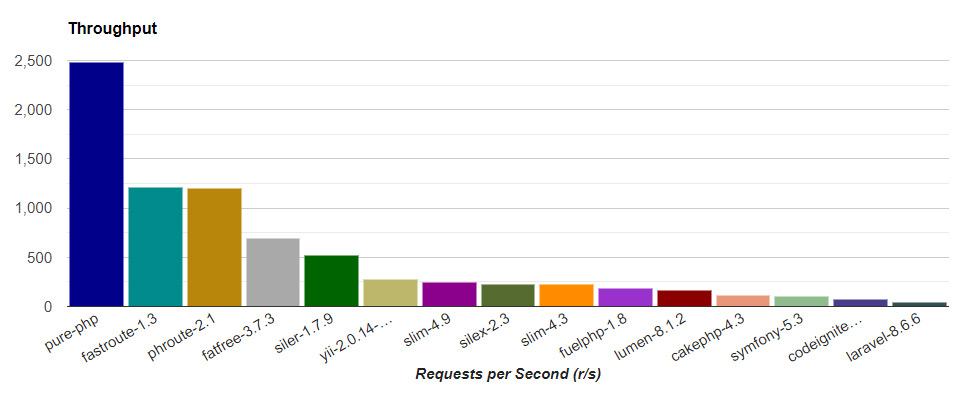 Throughput
2,500
2,000
1,500
1,000
500
0
pure-php
fastroute-1.3
phroute-2.1
fatfree-3.7.3
siler-1.7.9
yii-2.0.14-...
slim-4.9
silex-2.3
slim-4.3
fuelphp-1.8
lumen-8.1.2
cakephp-4.3
symfony-5.3
codeignite...
laravel-8.6.6
Requests per Second (r/s)